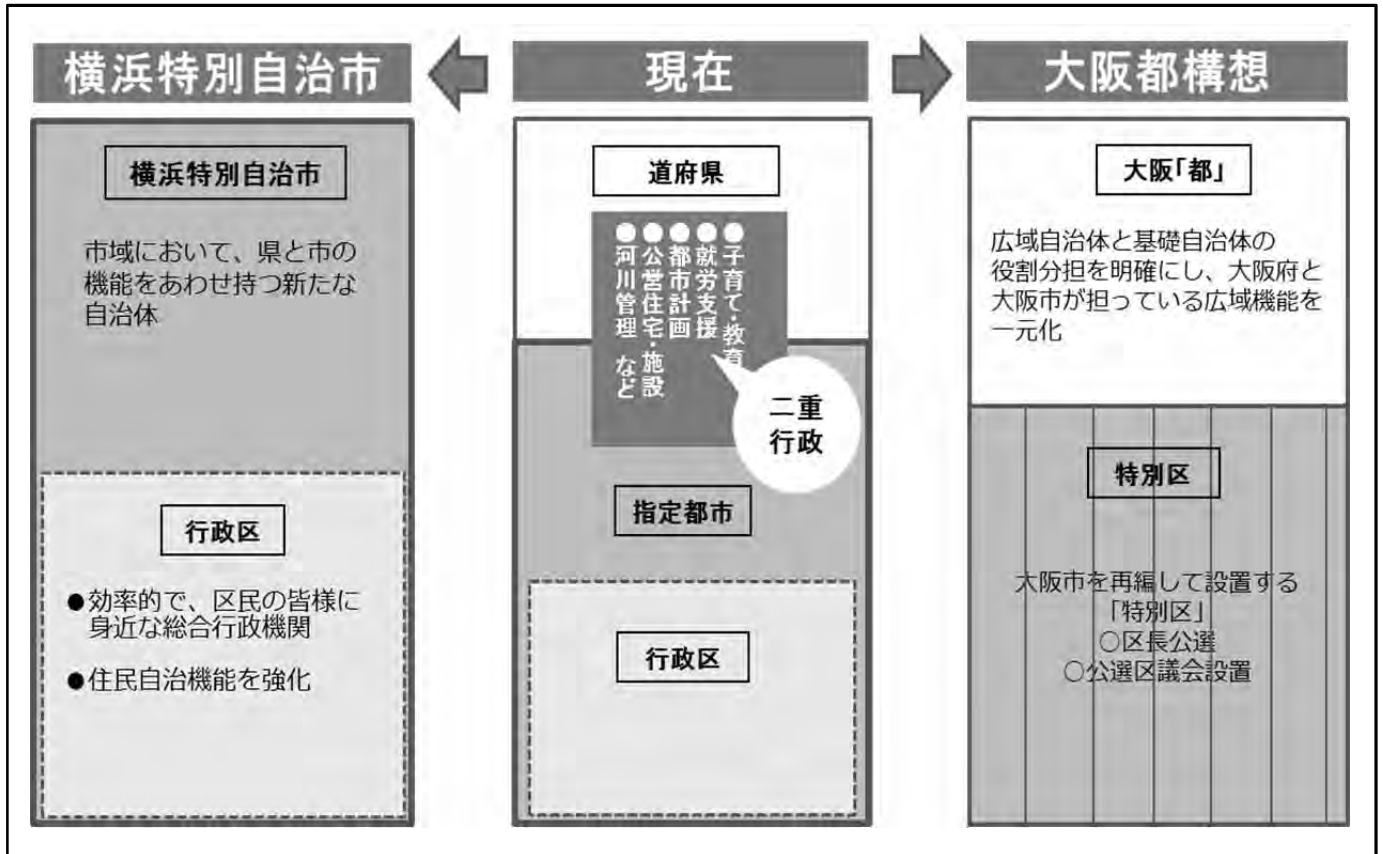 横浜特別自治市
現在
大阪都構想
横浜特別自治市
市域において、県と市の
機能をあわせ持つ新たな
自治体
行政区
●効率的で、区民の皆様に
身近な総合行政機関
●住民自治機能を強化
道府県
●子育て・教育
●就労支援
●都市計画
●公営住宅・施設
●河川管理 など
二重
行政
指定都市
行政区
大阪「都」
広域自治体と基礎自治体の
役割分担を明確にし、大阪府と
大阪市が担っている広域機能を
一元化
特別区
大阪市を再編して設置する
「特別区」
○区長公選
○公選区議会設置